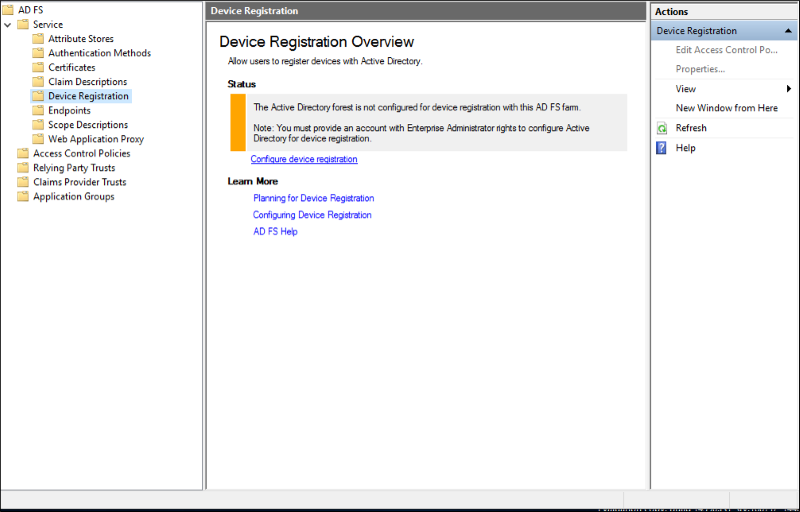 AD FS
Service
Attribute Stores
Authentication Methods
Certificates
Claim Descriptions
Device Registration
Endpoints
Scope Descriptions
Web Application Proxy
Access Control Policies
Relying Party Trusts
Claims Provider Trusts
Application Groups
Device Registration
Device Registration Overview
Allow users to register devices with Active Directory.
Status
The Active Directory forest is not configured for device registration with this AD FS farm.
Note: You must provide an account with Enterprise Administrator rights to configure Active
Directory for device registration.
Configure device registration
Learn More
Planning for Device Registration
Configuring Device Registration
AD FS Help
Actions
Device Registration
Edit Access Control Po...
Properties...
View
New Window from Here
Refresh
Help